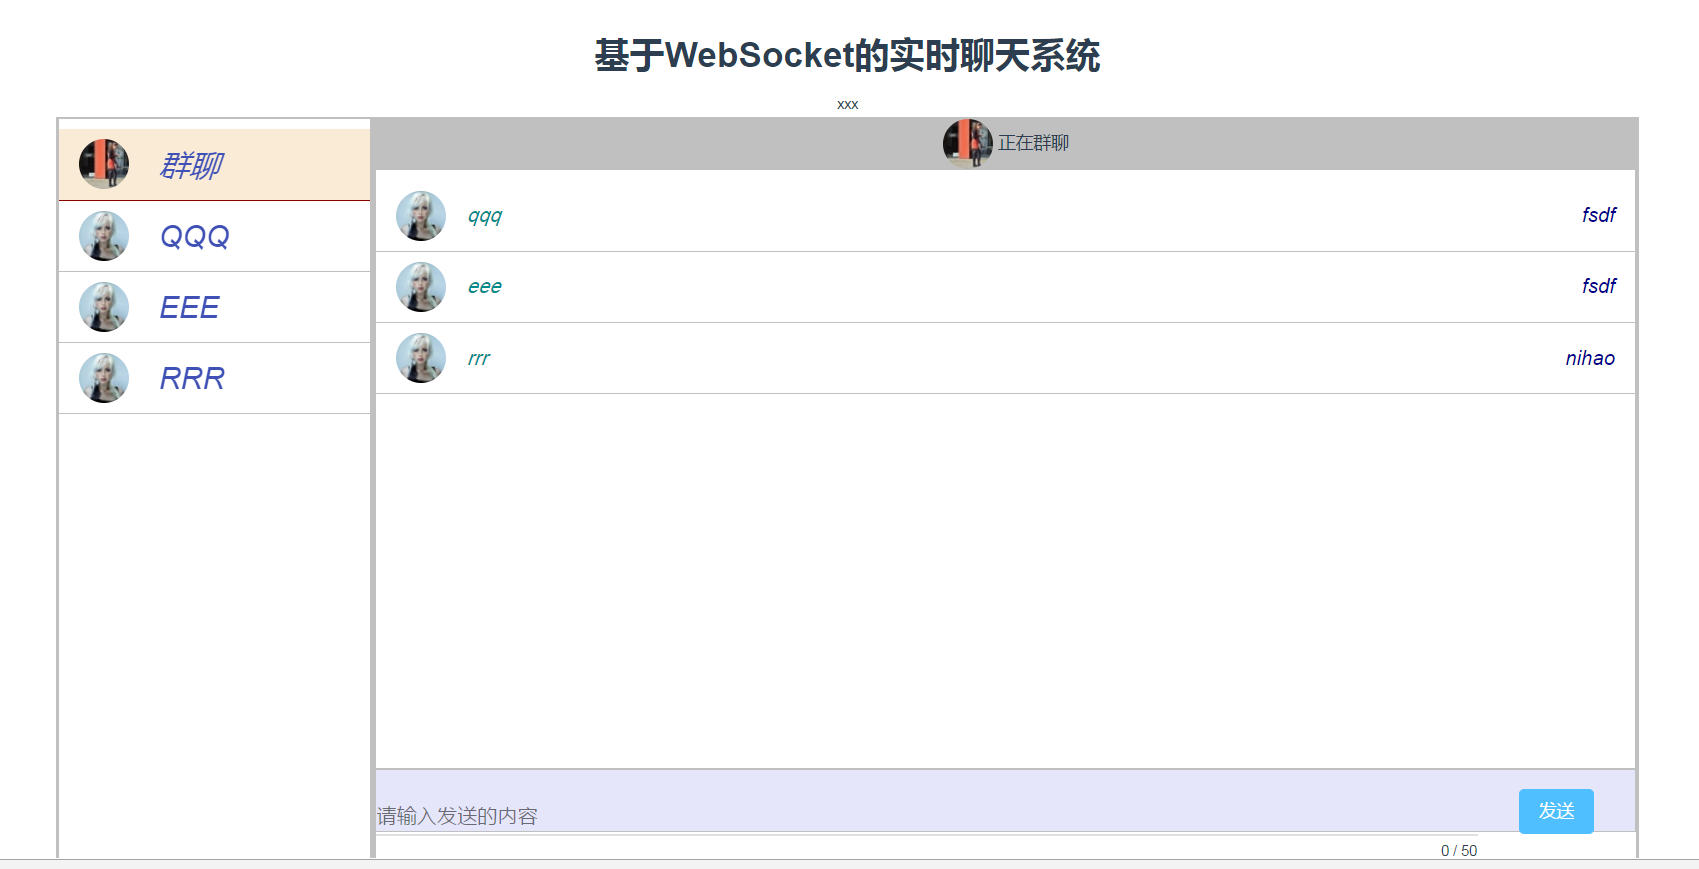 基于WebSocket的实时聊天系统
xxx
群聊
QQQ
EEE
RRR
正在群聊
qqq fsdf
eee fsdf
rrr nihao
请输入发送的内容
发送
0 / 50